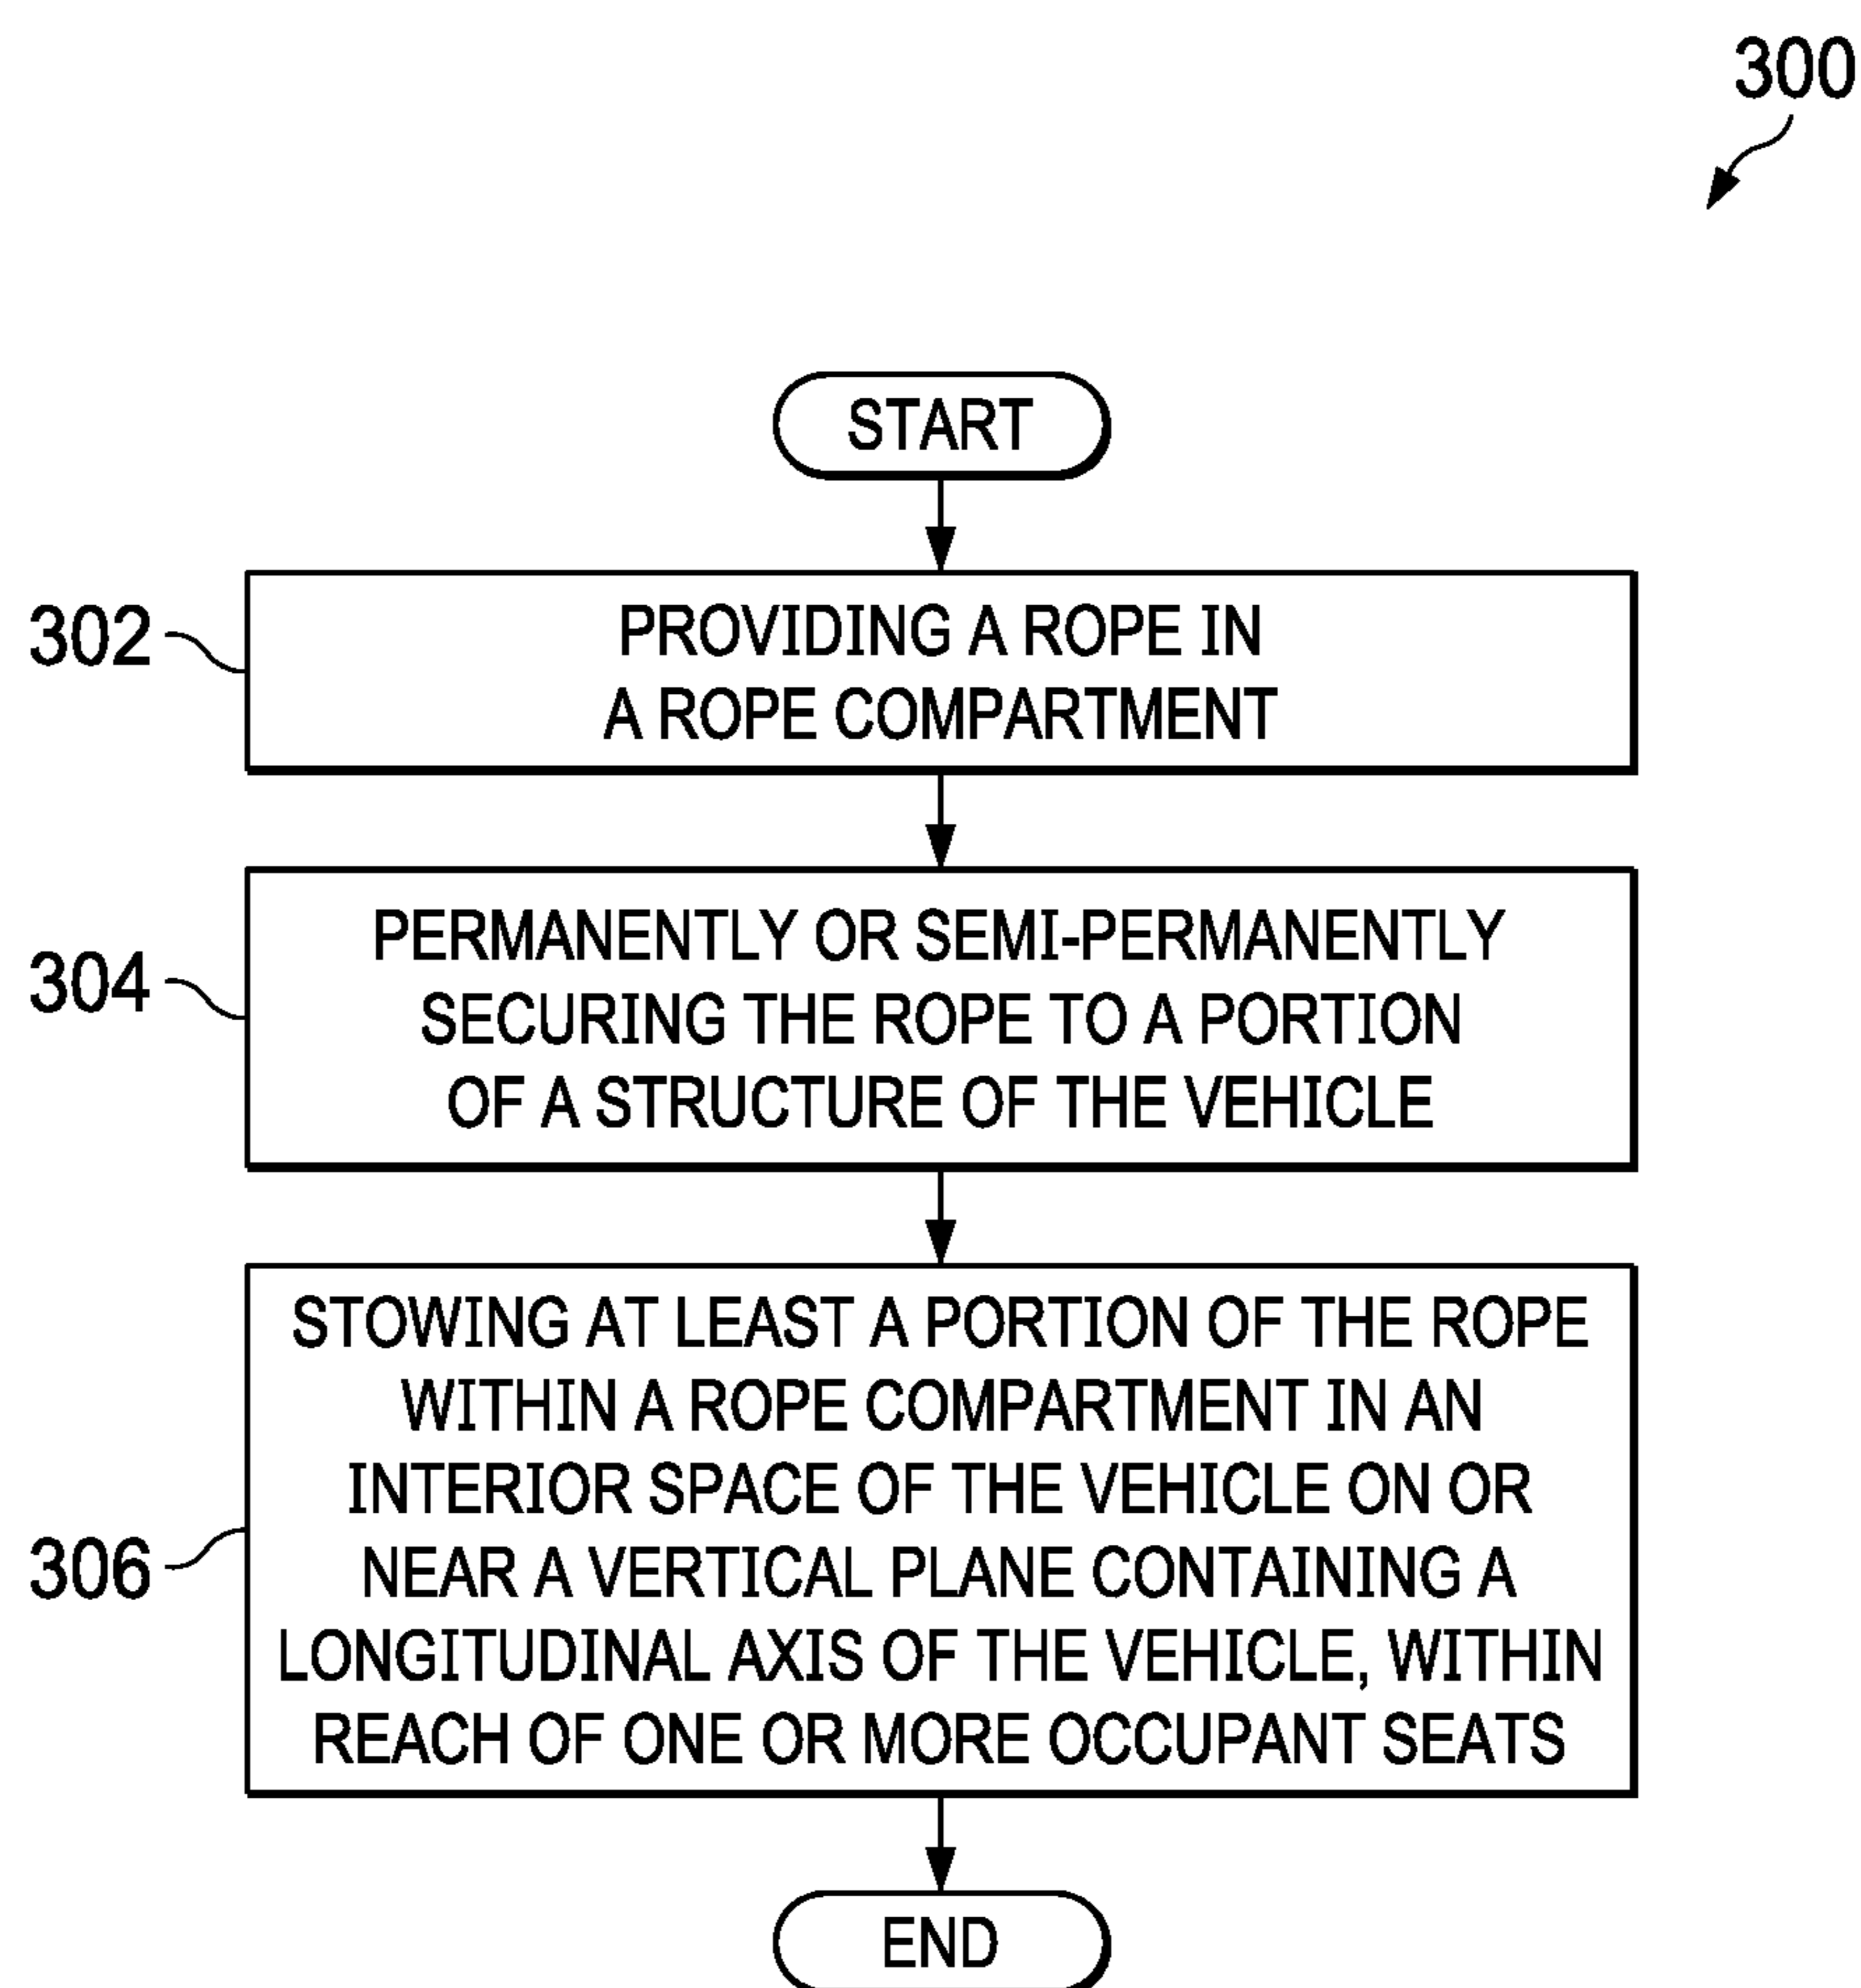 300
START
302
PROVIDING A ROPE IN
A ROPE COMPARTMENT
304
PERMANENTLY OR SEMI-PERMANENTLY
SECURING THE ROPE TO A PORTION
OF A STRUCTURE OF THE VEHICLE
306
STOWING AT LEAST A PORTION OF THE ROPE
WITHIN A ROPE COMPARTMENT IN AN
INTERIOR SPACE OF THE VEHICLE ON OR
NEAR A VERTICAL PLANE CONTAINING A
LONGITUDINAL AXIS OF THE VEHICLE, WITHIN
REACH OF ONE OR MORE OCCUPANT SEATS
END